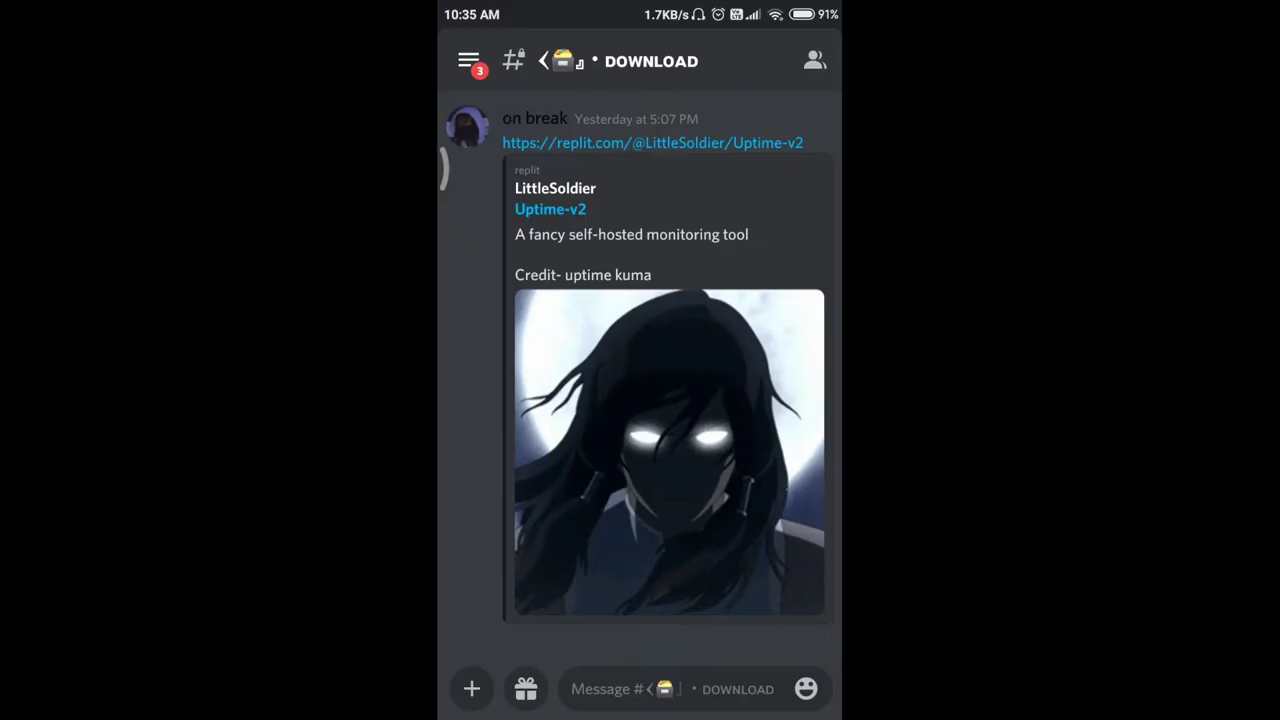 10:35 AM 1.7KB/s 91%
3 # DOWNLOAD
on break Yesterday at 5:07 PM
https://replit.com/@LittleSoldier/Uptime-v2
replit
LittleSoldier
Uptime-v2
A fancy self-hosted monitoring tool
Credit- uptime kuma
Message # DOWNLOAD